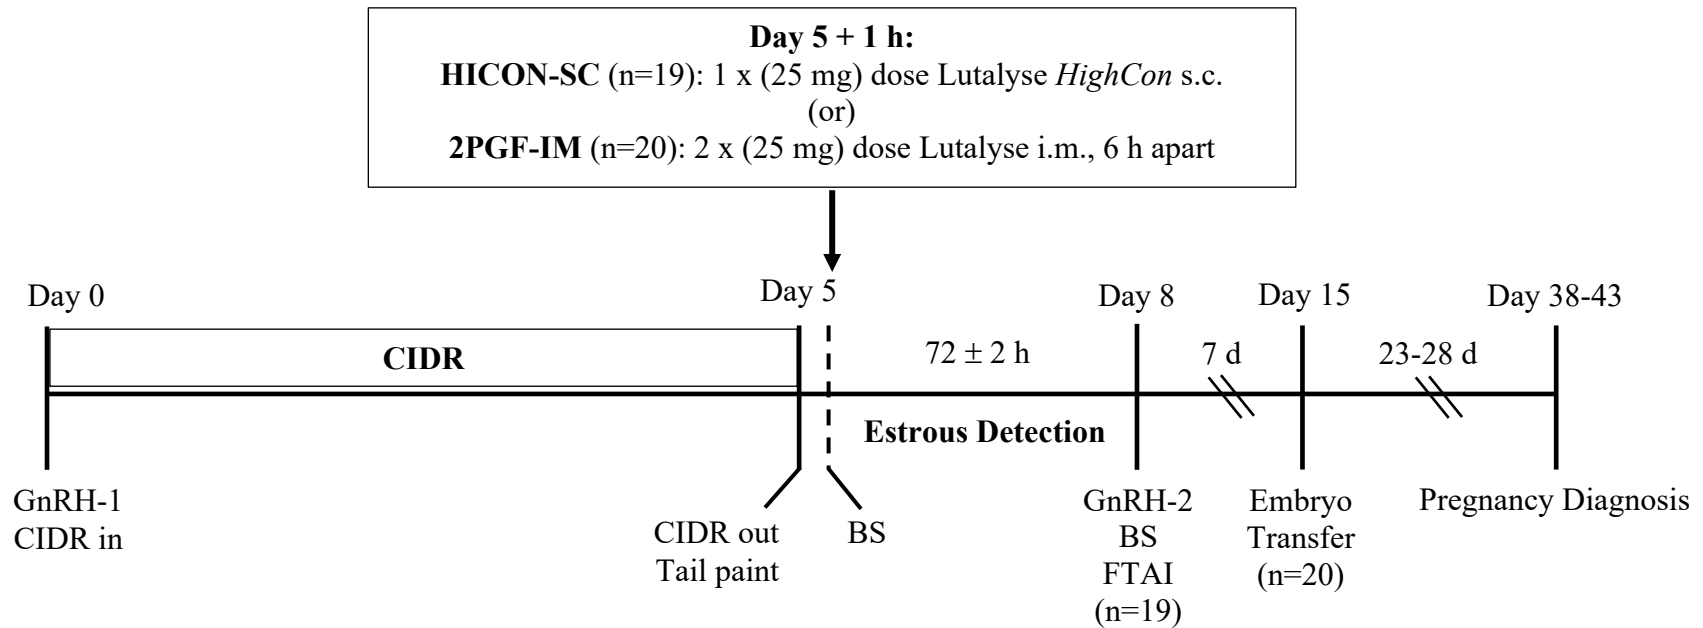 Day 5 + 1 h:
HICON-SC (n=19): 1 x (25 mg) dose Lutalyse HighCon s.c.
(or)
2PGF-IM (n=20): 2 x (25 mg) dose Lutalyse i.m., 6 h apart
Day 0
Day 5
Day 8
Day 15
Day 38-43
CIDR
72 ± 2 h
7 d
23-28 d
Estrous Detection
GnRH-1
CIDR in
CIDR out
Tail paint
BS
GnRH-2
BS
FTAI
(n=19)
Embryo
Transfer
(n=20)
Pregnancy Diagnosis